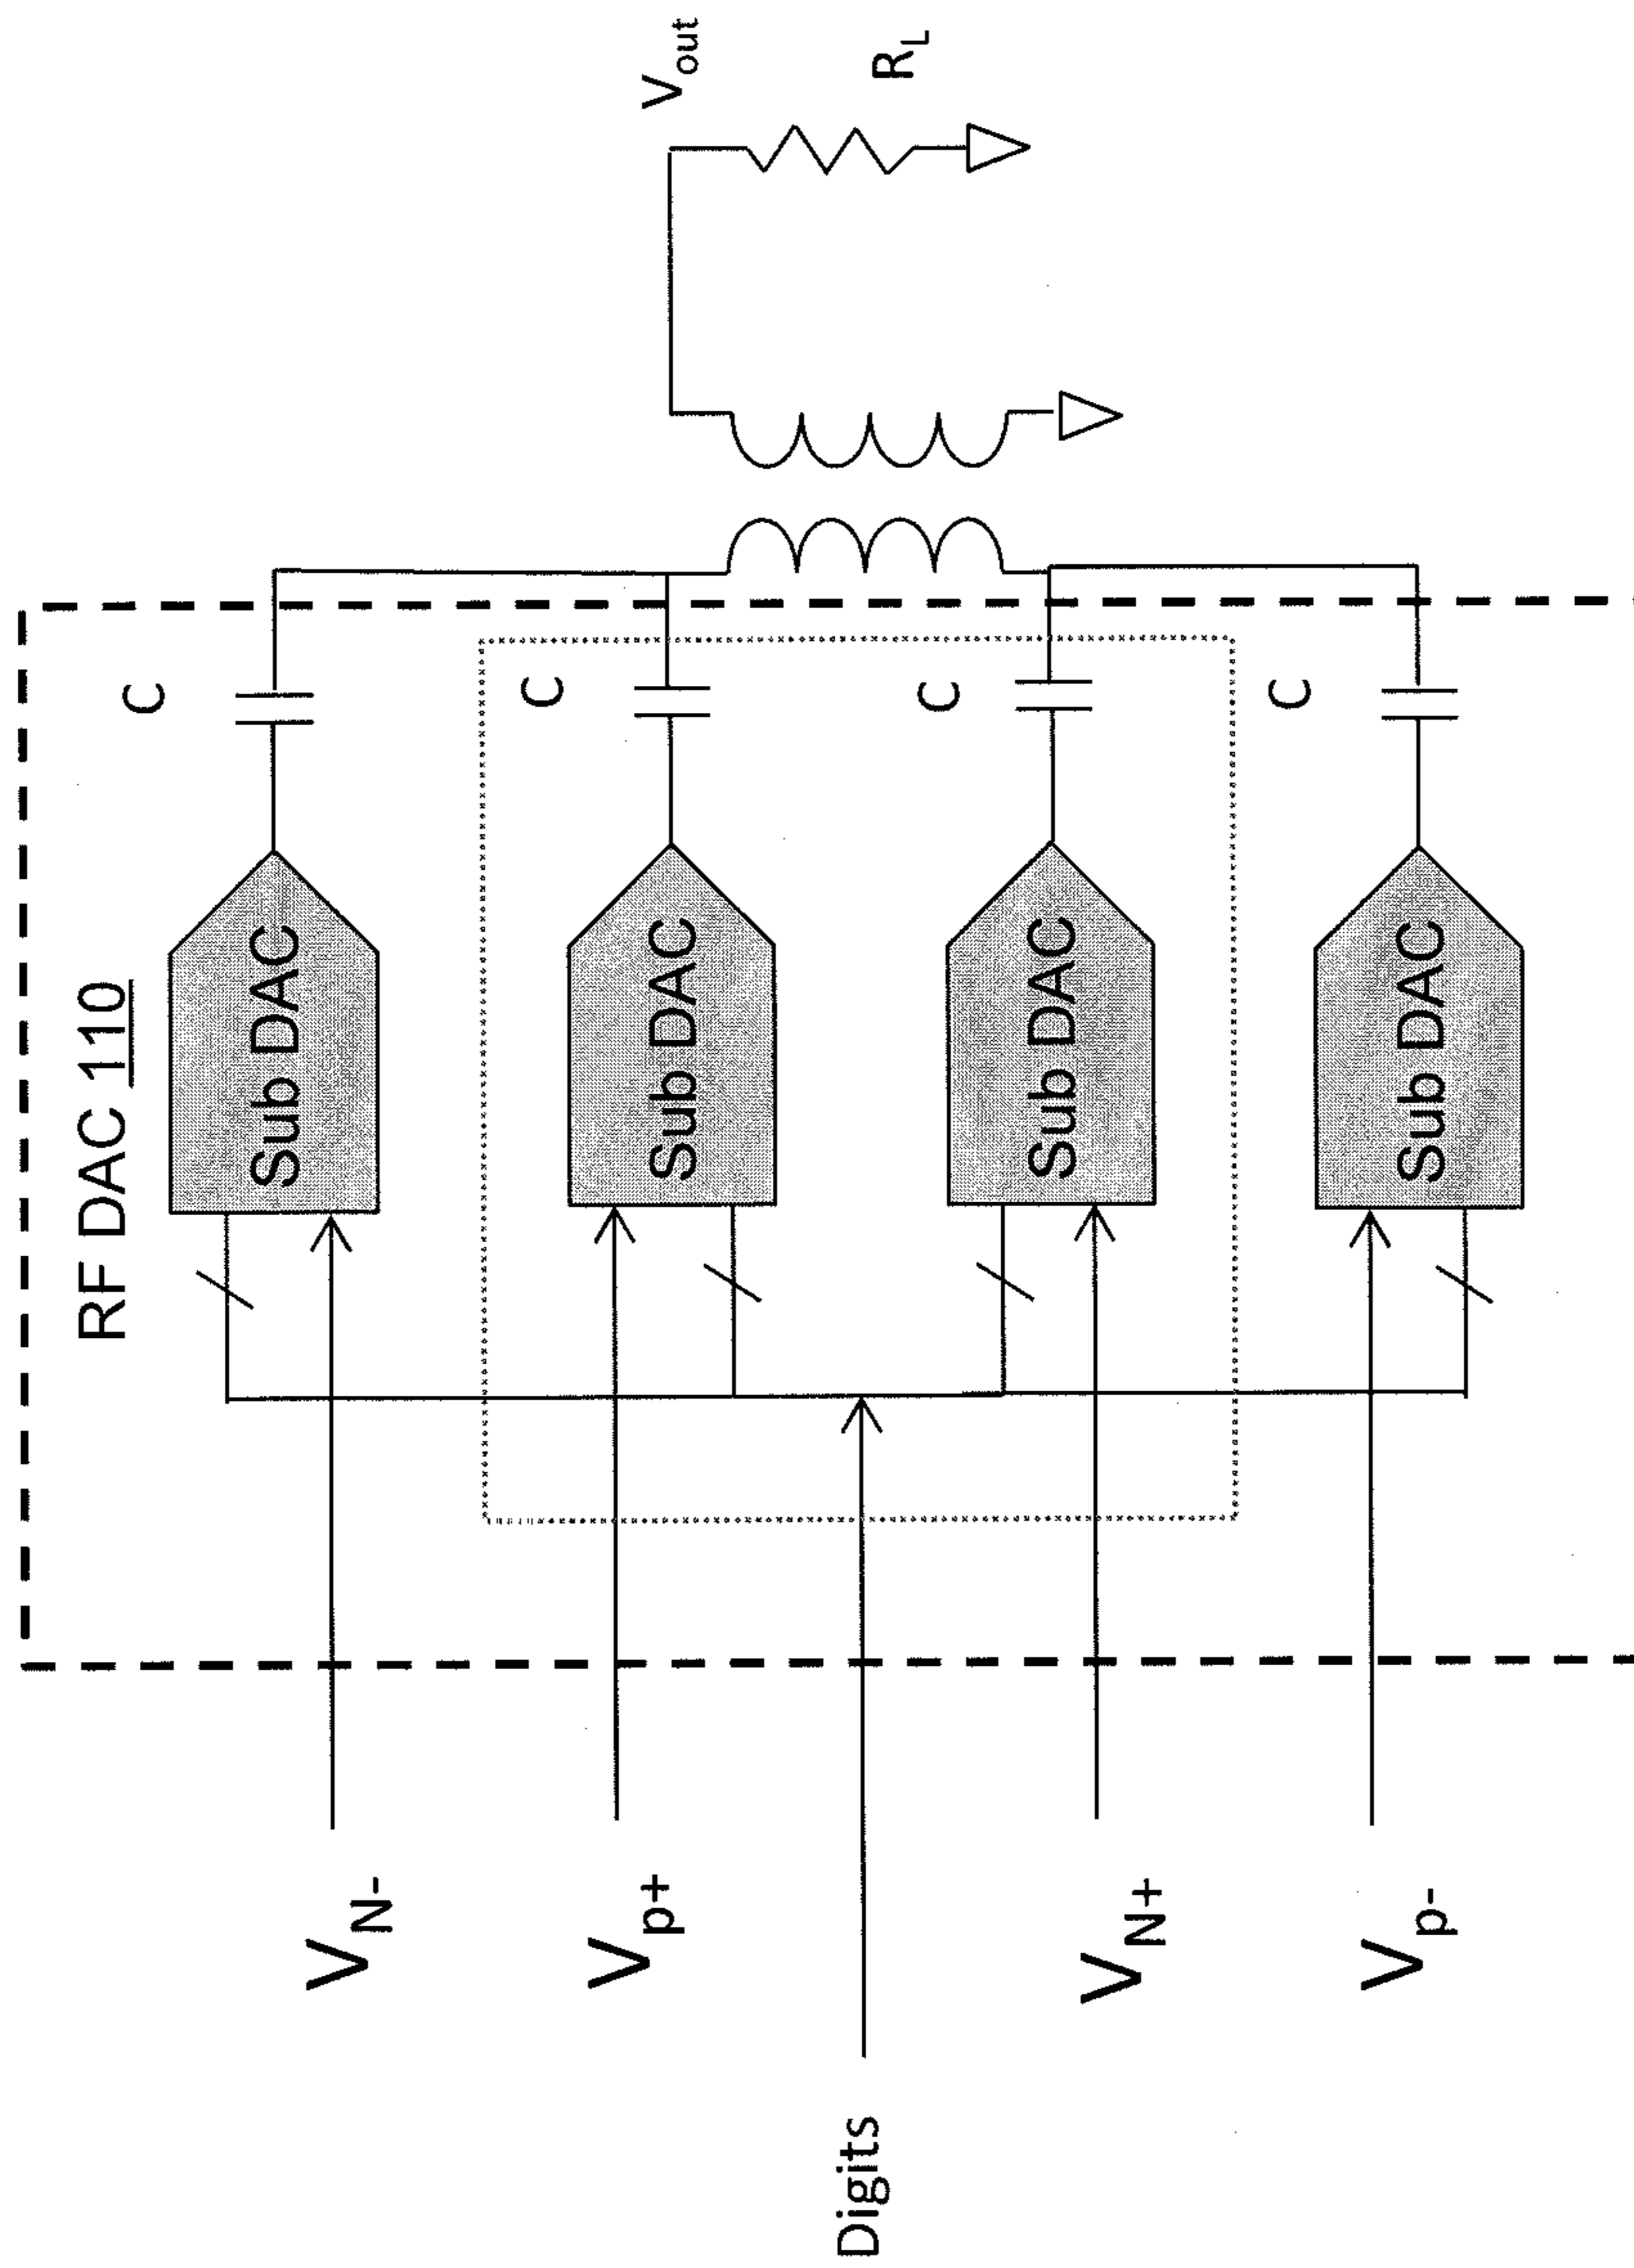 RF DAC 110
V_N-
V_p+
Digits
V_N+
V_p-
Sub DAC
Sub DAC
Sub DAC
Sub DAC
C
C
C
C
V_out
R_L